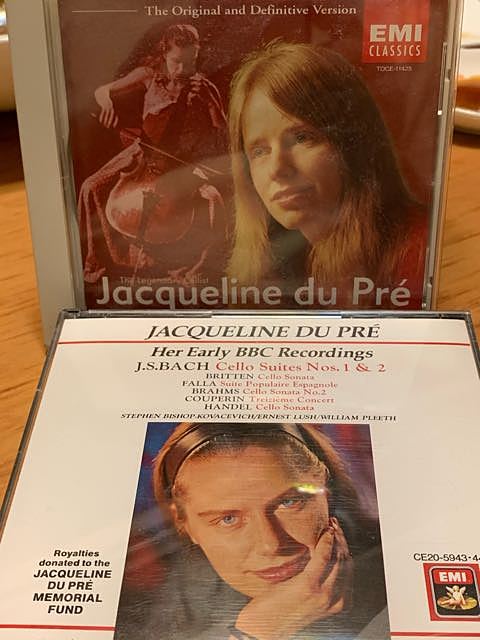 The Original and Definitive Version
EMI
CLASSICS
TOCE-11425
The Legendary Cellist
Jacqueline du Pré
JACQUELINE DU PRÉ
Her Early BBC Recordings
J.S.BACH Cello Suites Nos. 1 & 2
BRITTEN Cello Sonata
FALLA Suite Populaire Espagnole
BRAHMS Cello Sonata No.2
COUPERIN Treizième Concert
HANDEL Cello Sonata
STEPHEN BISHOP-KOVACEVICH/ERNEST LUSH/WILLIAM PLEETH
Royalties
donated to the
JACQUELINE
DU PRÉ
MEMORIAL
FUND
CE20-5943·4
EMI